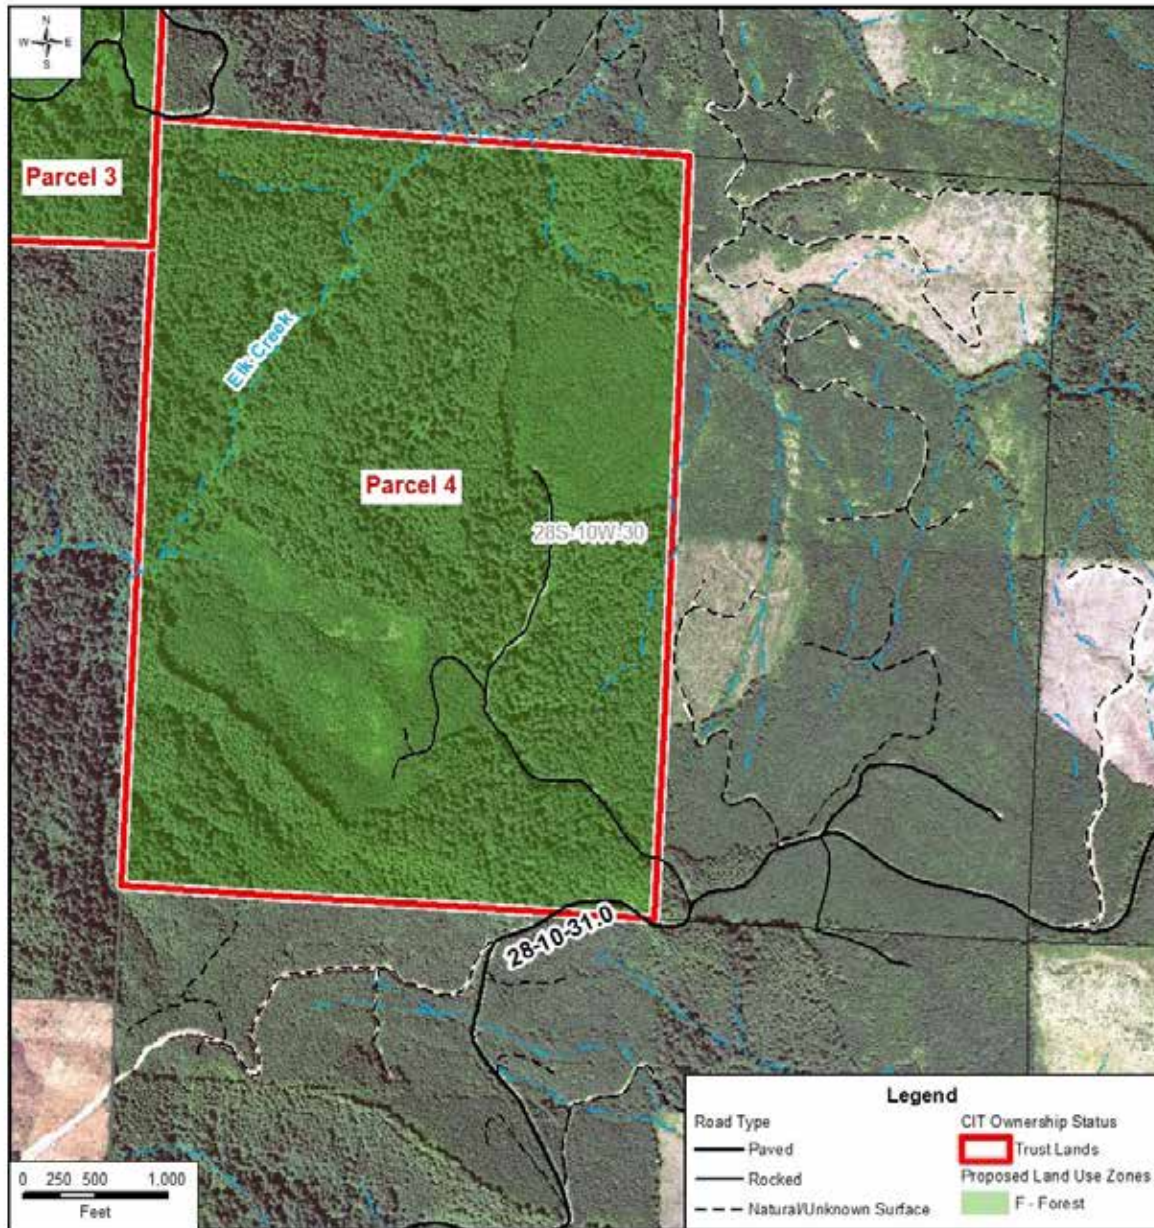 N
W E
S
Parcel 3
Elk Creek
Parcel 4
28S-10W-30
28-10-31.0
0 250 500 1,000
Feet
Legend
Road Type
Paved
Rocked
Natural/Unknown Surface
CIT Ownership Status
Trust Lands
Proposed Land Use Zones
F - Forest